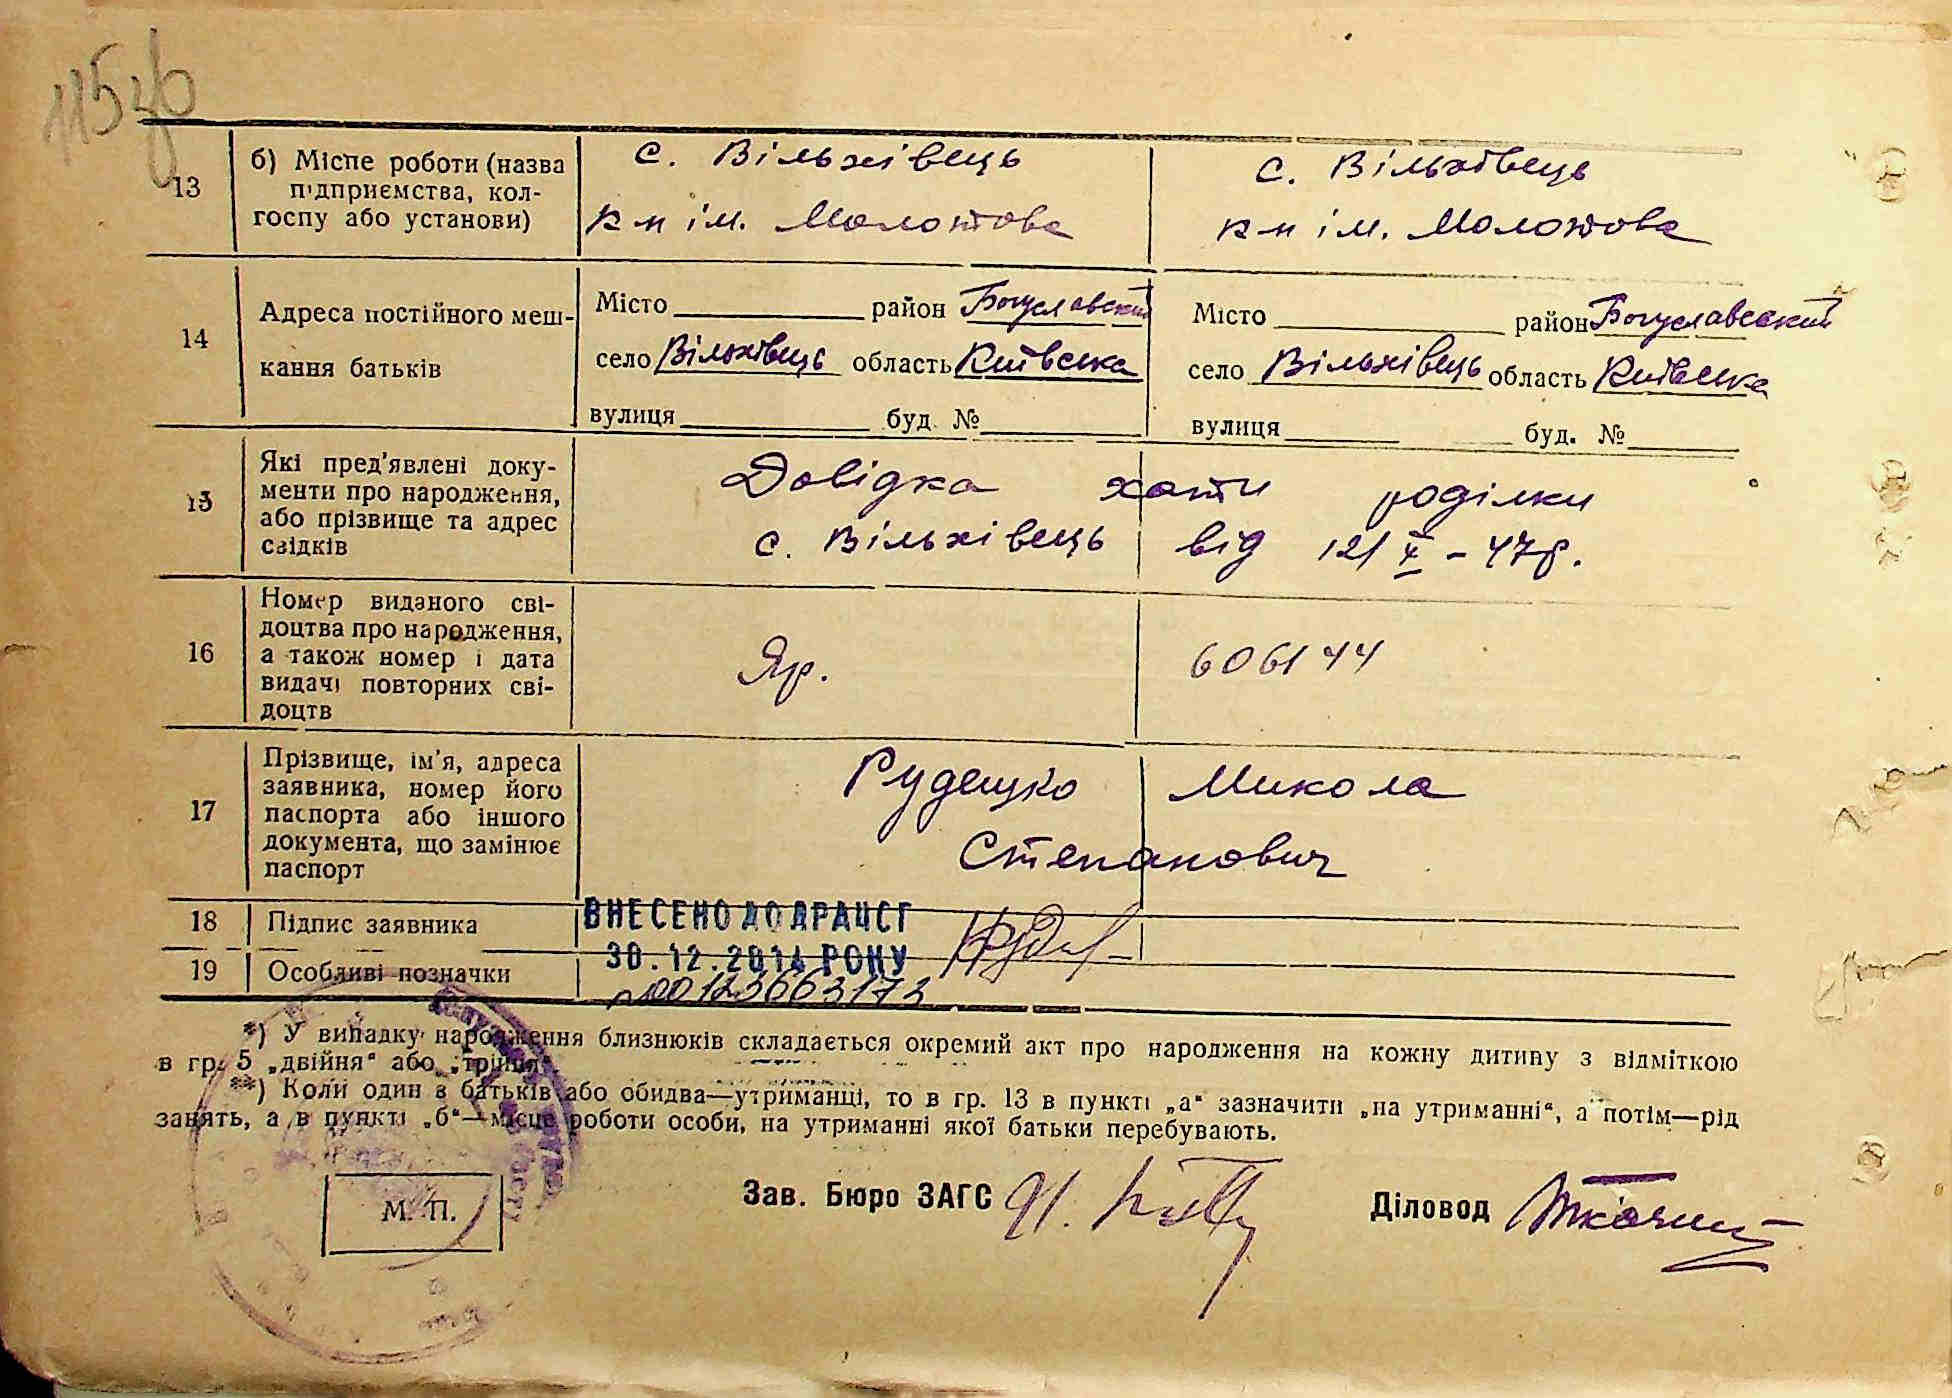 115 зв
13 б) Місце роботи (назва підприємства, кол-госпу або установи)
с. Вільхівець
к-п ім. Молотова
с. Вільхівець
к-п ім. Молотова
14 Адреса постійного меш-
кання батьків
Місто район Богуславский
село Вільхівець область Київська
вулиця буд. №
Місто район Богуславский
село Вільхівець область Київська
вулиця буд. №
15 Які пред'явлені доку-
менти про народження,
або прізвище та адрес
свідків
Довідка хати роділки
с. Вільхівець від 12/X-47р.
16 Номер виданого сві-
доцтва про народження,
а також номер і дата
видачі повторних сві-
доцтв
Яр. 606144
17 Прізвище, ім'я, адреса
заявника, номер його
паспорта або іншого
документа, що замінює
паспорт
Микола
Степанович
18 Підпис заявника
ВНЕСЕНО ДО ДРАЦСГ
19 Особливі позначки
30.12.2014 РОКУ
№00123663173
*) У випадку народження близнюків складається окремий акт про народження на кожну дитину з відміткою
в гр. 5 „двійня“ або „трійня“.
**) Коли один з батьків або обидва—утриманці, то в гр. 13 в пункті „а“ зазначити „на утриманні“, а потім—рід
занять, а в пункті „б“—місце роботи особи, на утриманні якої батьки перебувають.
М. П.
Зав. Бюро ЗАГС
Діловод